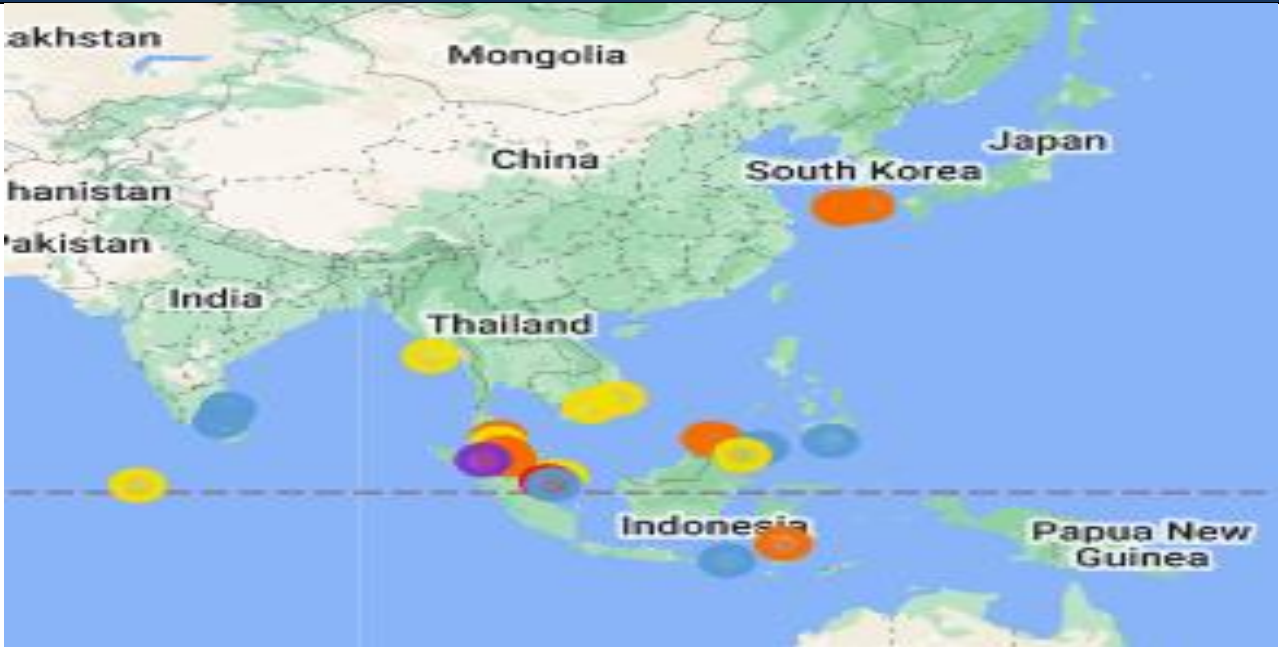 akhstan
Mongolia
China
Japan
South Korea
hanistan
akistan
India
Thailand
Indonesia
Papua New
Guinea